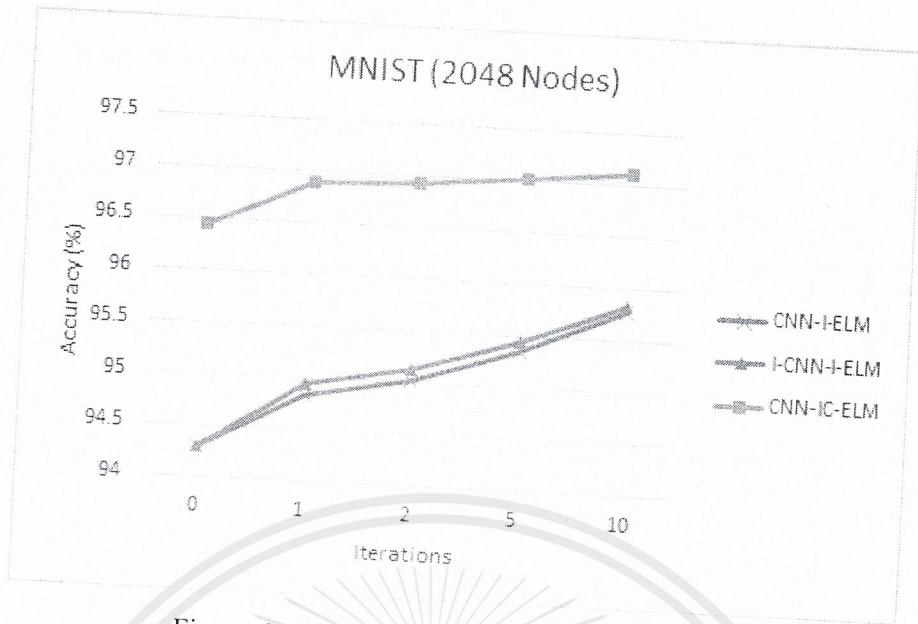 MNIST (2048 Nodes)
97.5
97
96.5
96
95.5
95
94.5
94
Accuracy (%)
0
1
2
5
10
Iterations
CNN-I-ELM
I-CNN-I-ELM
CNN-IC-ELM